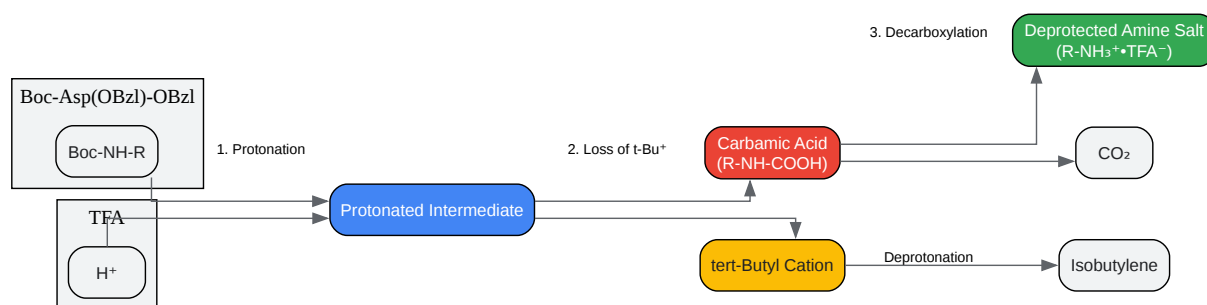 3. Decarboxylation
Deprotected Amine Salt
(R-NH₃⁺•TFA⁻)
Boc-Asp(OBzl)-OBzl
Boc-NH-R
1. Protonation
2. Loss of t-Bu⁺
Carbamic Acid
(R-NH-COOH)
CO₂
Protonated Intermediate
TFA
H⁺
tert-Butyl Cation
Deprotonation
Isobutylene